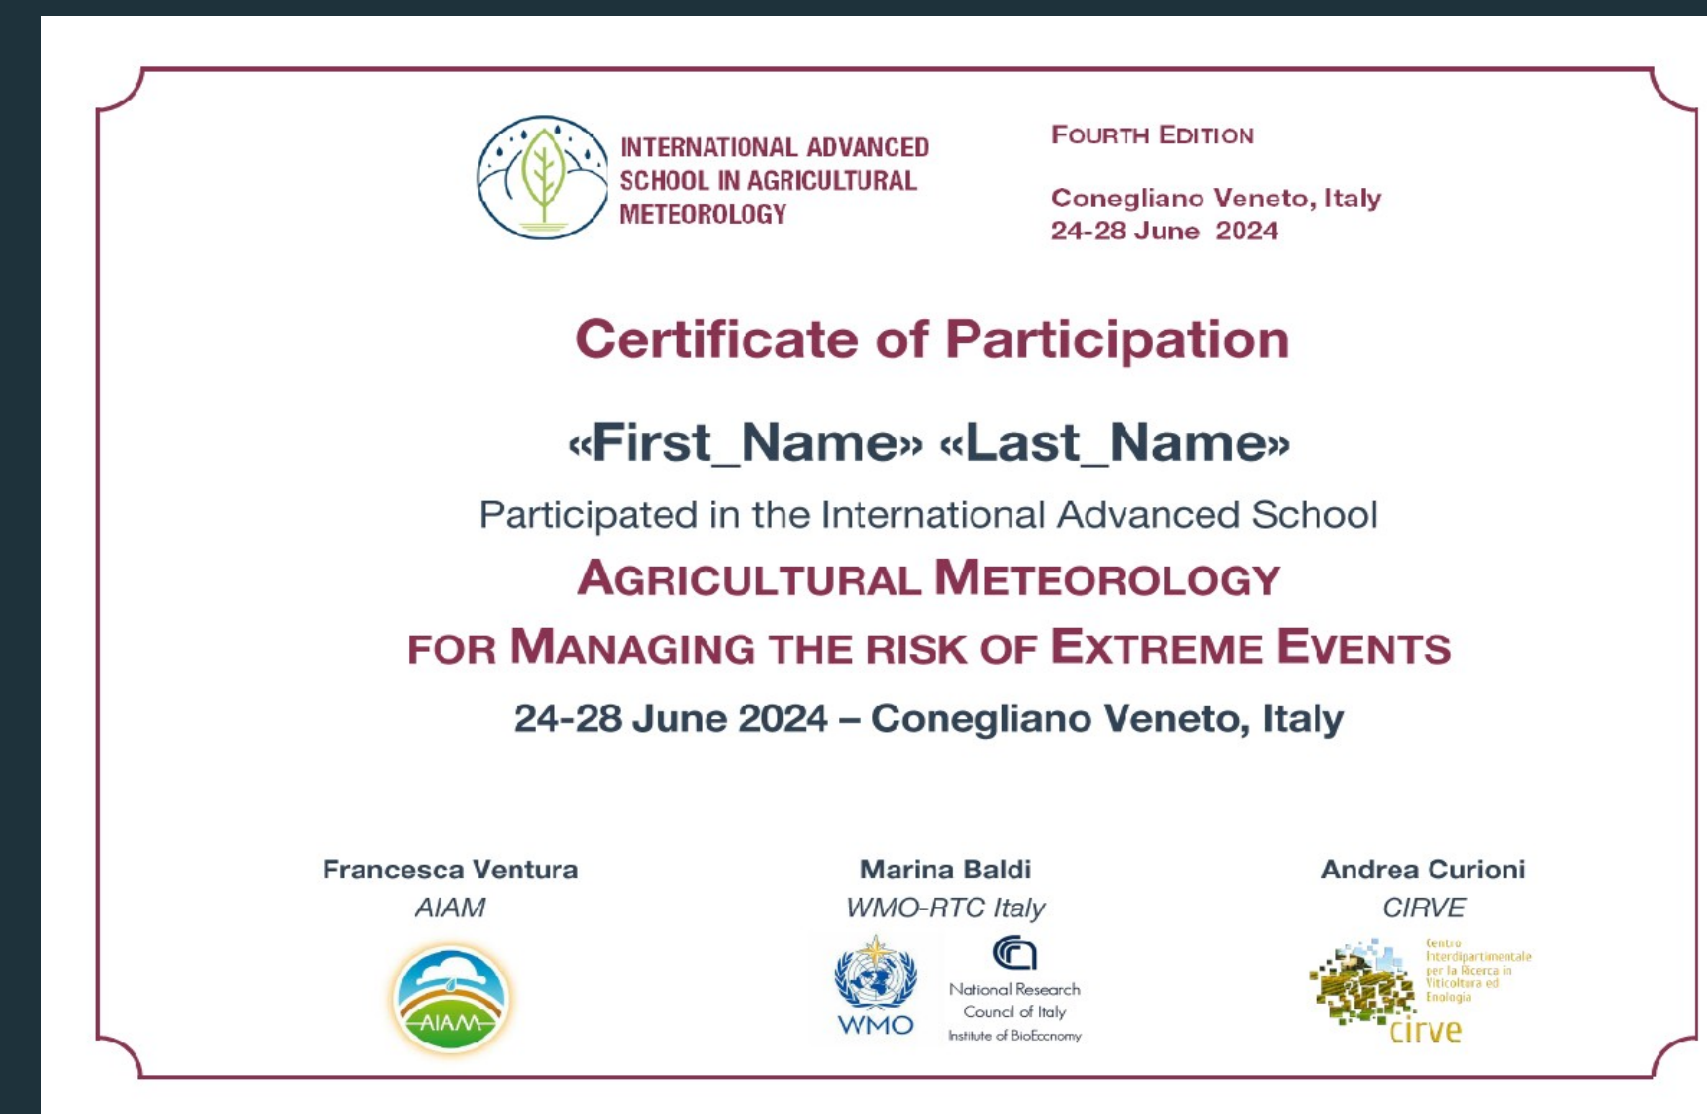 INTERNATIONAL ADVANCED
SCHOOL IN AGRICULTURAL
METEOROLOGY
FOURTH EDITION
Conegliano Veneto, Italy
24-28 June 2024
Certificate of Participation
«First_Name» «Last_Name»
Participated in the International Advanced School
AGRICULTURAL METEOROLOGY
FOR MANAGING THE RISK OF EXTREME EVENTS
24-28 June 2024 – Conegliano Veneto, Italy
Francesca Ventura
AIAM
AIAM
Marina Baldi
WMO-RTC Italy
WMO
National Research
Council of Italy
Institute of BioEconomy
Andrea Curioni
CIRVE
Centro
Interdipartimentale
per la Ricerca in
Viticoltura ed
Enologia
cirve